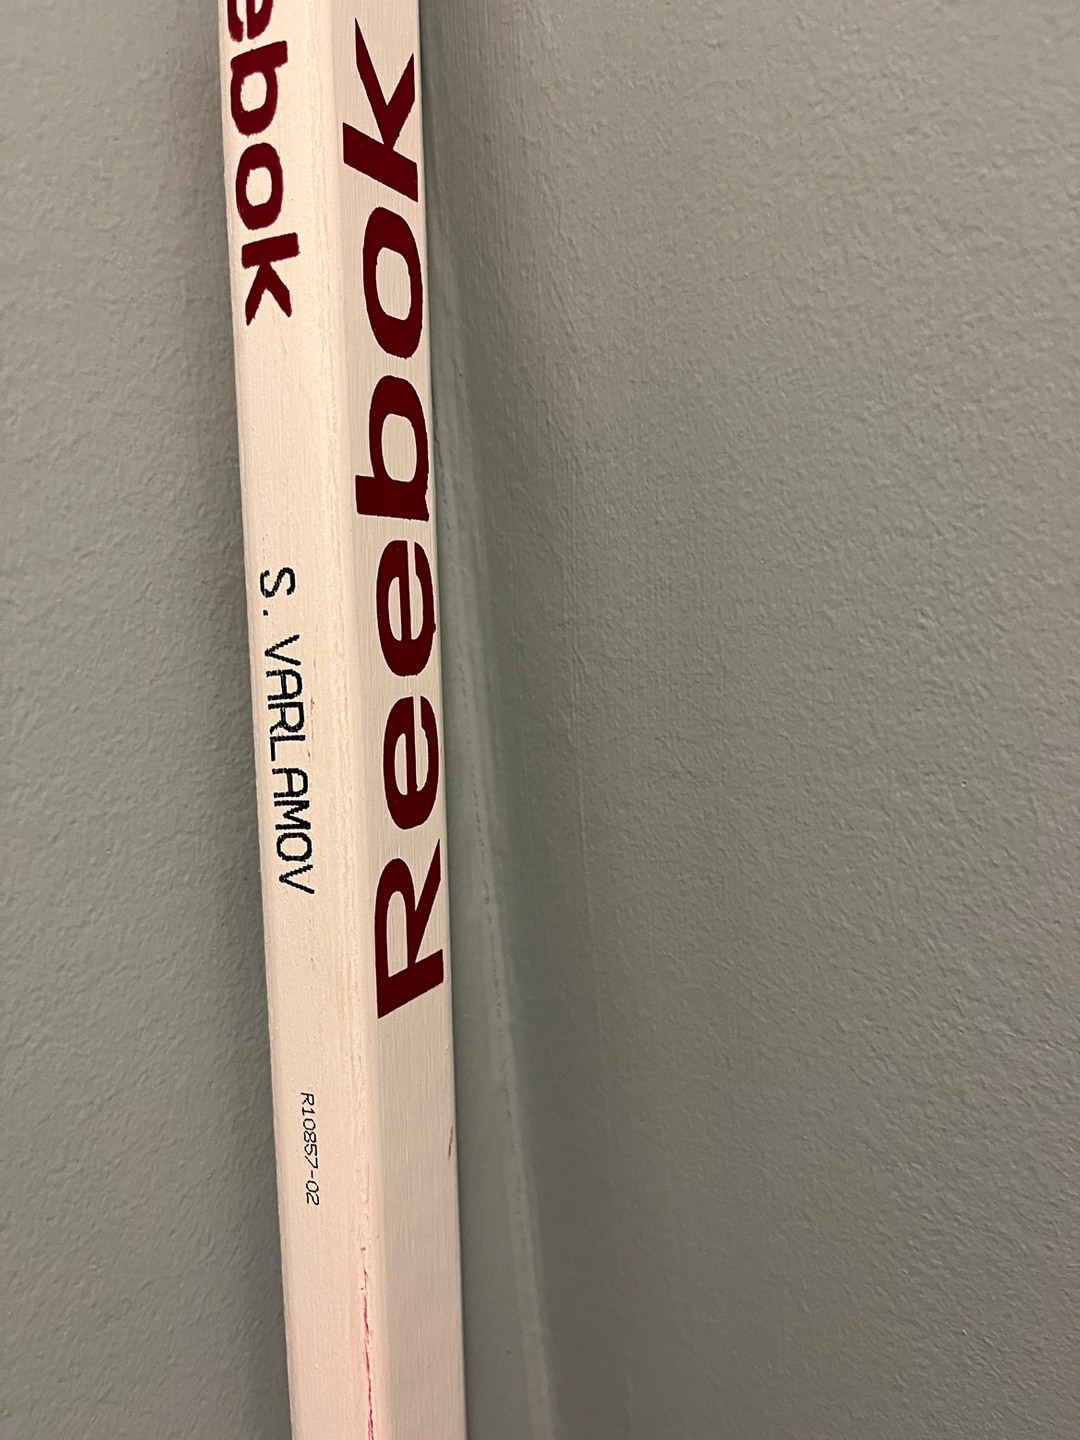 ebok
Reebok
S. VARLAMOV
R10857-02